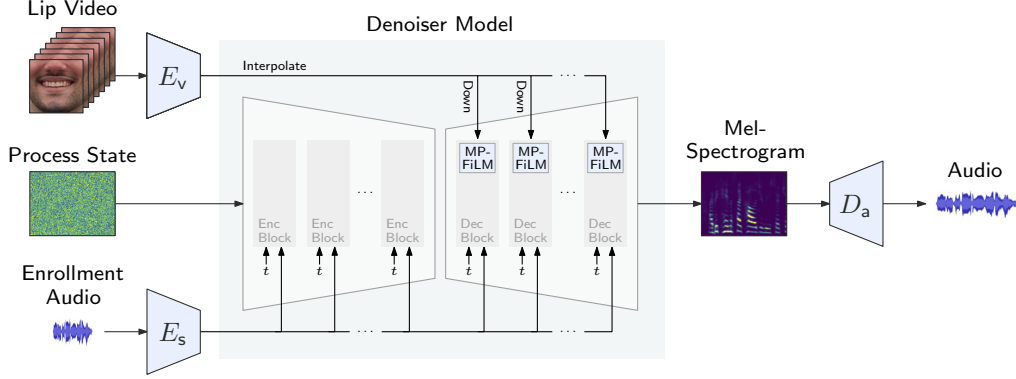 Lip Video
Denoiser Model
E_v
Interpolate
Down
Down
...
Process State
MP-
FiLM
MP-
FiLM
MP-
FiLM
Mel-
Spectrogram
Audio
...
...
Enc
Block
Enc
Block
Enc
Block
Dec
Block
Dec
Block
Dec
Block
D_a
t
t
t
t
t
t
Enrollment
Audio
E_s
...
...